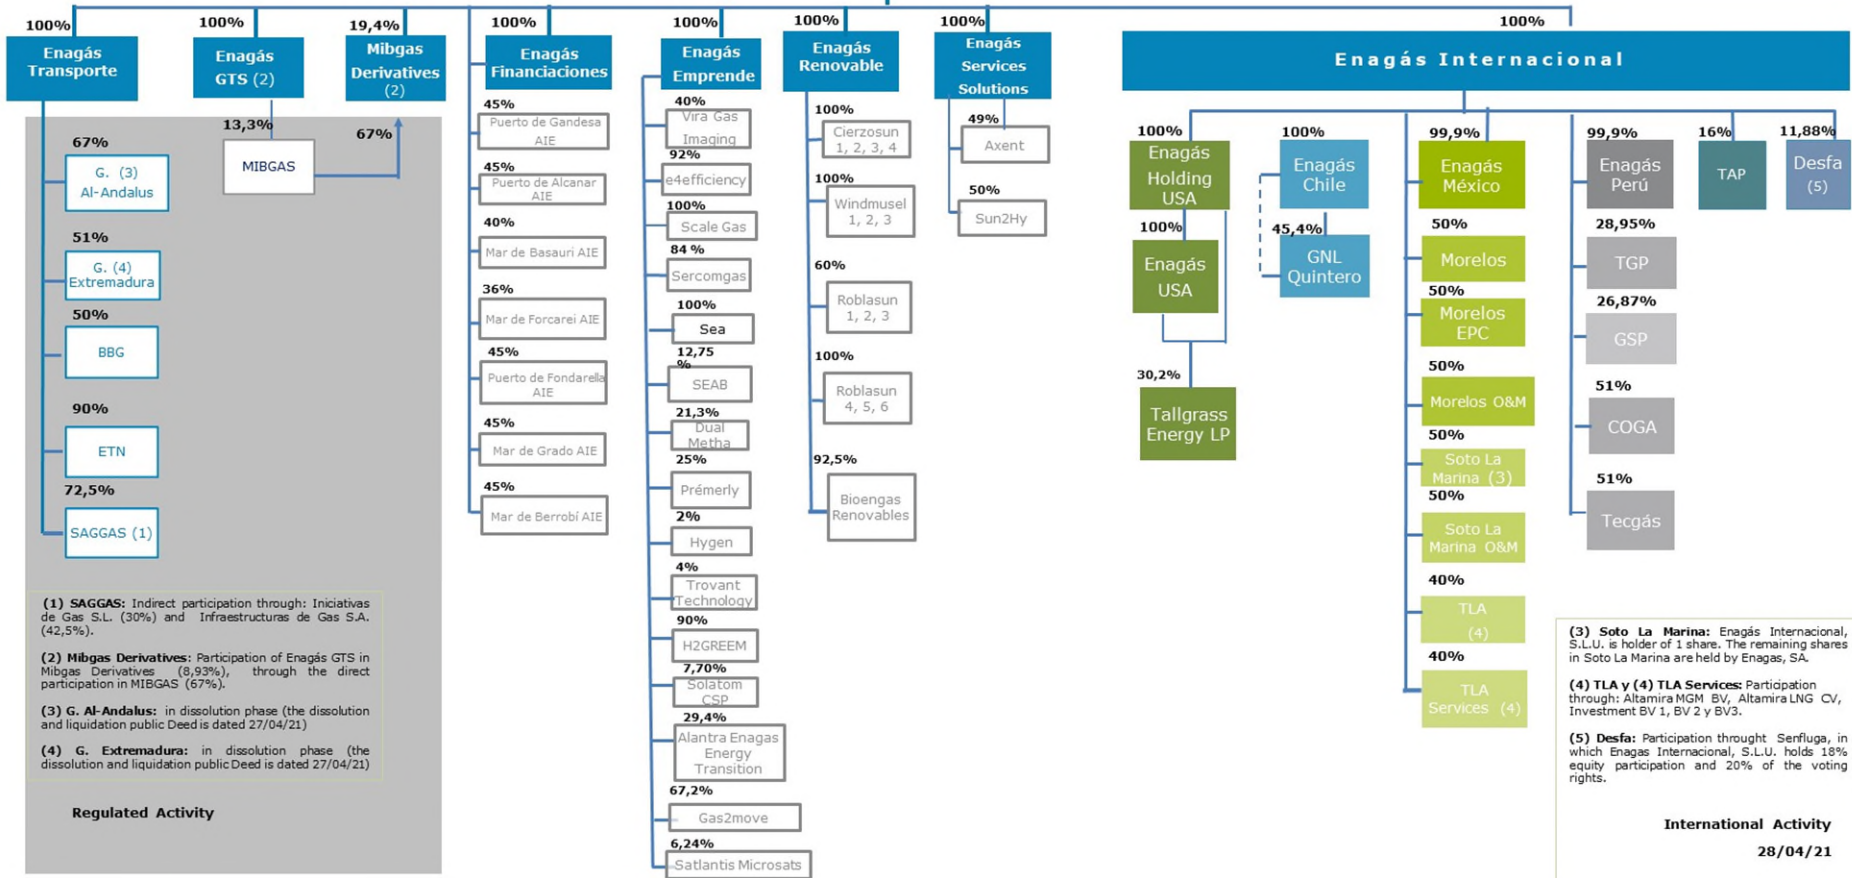 100%
Enagás
Transporte
67%
G. (3)
Al-Andalus
51%
G. (4)
Extremadura
50%
BBG
90%
ETN
72,5%
SAGGAS (1)
100%
Enagás
GTS (2)
13,3%
MIBGAS
67%
19,4%
Mibgas
Derivatives
(2)
(1) SAGGAS: Indirect participation through: Iniciativas
de Gas S.L. (30%) and Infraestructuras de Gas S.A.
(42,5%).
(2) Mibgas Derivatives: Participation of Enagás GTS in
Mibgas Derivatives (8,93%), through the direct
participation in MIBGAS (67%).
(3) G. Al-Andalus: in dissolution phase (the dissolution
and liquidation public Deed is dated 27/04/21)
(4) G. Extremadura: in dissolution phase (the
dissolution and liquidation public Deed is dated 27/04/21)
Regulated Activity
100%
Enagás
Financiaciones
45%
Puerto de Gandesa
AIE
45%
Puerto de Alcanar
AIE
40%
Mar de Basauri AIE
36%
Mar de Forcarei AIE
45%
Puerto de Fondarella
AIE
45%
Mar de Grado AIE
45%
Mar de Berrobí AIE
100%
Enagás
Emprende
40%
Vira Gas
Imaging
92%
e4efficiency
100%
Scale Gas
84 %
Sercomgas
100%
Sea
12,75
%
SEAB
21,3%
Dual
Metha
25%
Prémerly
2%
Hygen
4%
Trovant
Technology
90%
H2GREEM
7,70%
Solatom
CSP
29,4%
Alantra Enagas
Energy
Transition
67,2%
Gas2move
6,24%
Satlantis Microsats
100%
Enagás
Renovable
100%
Cierzosun
1, 2, 3, 4
100%
Windmusel
1, 2, 3
60%
Roblasun
1, 2, 3
100%
Roblasun
4, 5, 6
92,5%
Bioengas
Renovables
100%
Enagás
Services
Solutions
49%
Axent
50%
Sun2Hy
100%
Enagás Internacional
100%
Enagás
Holding
USA
100%
Enagás
USA
30,2%
Tallgrass
Energy LP
100%
Enagás
Chile
45,4%
GNL
Quintero
99,9%
Enagás
México
50%
Morelos
50%
Morelos
EPC
50%
Morelos O&M
50%
Soto La
Marina (3)
50%
Soto La
Marina O&M
40%
TLA
(4)
40%
TLA
Services (4)
99,9%
Enagás
Perú
28,95%
TGP
26,87%
GSP
51%
COGA
51%
Tecgás
16%
TAP
11,88%
Desfa
(5)
(3) Soto La Marina: Enagás Internacional,
S.L.U. is holder of 1 share. The remaining shares
in Soto La Marina are held by Enagas, SA.
(4) TLA y (4) TLA Services: Participation
through: Altamira MGM BV, Altamira LNG CV,
Investment BV 1, BV 2 y BV3.
(5) Desfa: Participation throught Senfluga, in
which Enagas Internacional, S.L.U. holds 18%
equity participation and 20% of the voting
rights.
International Activity
28/04/21